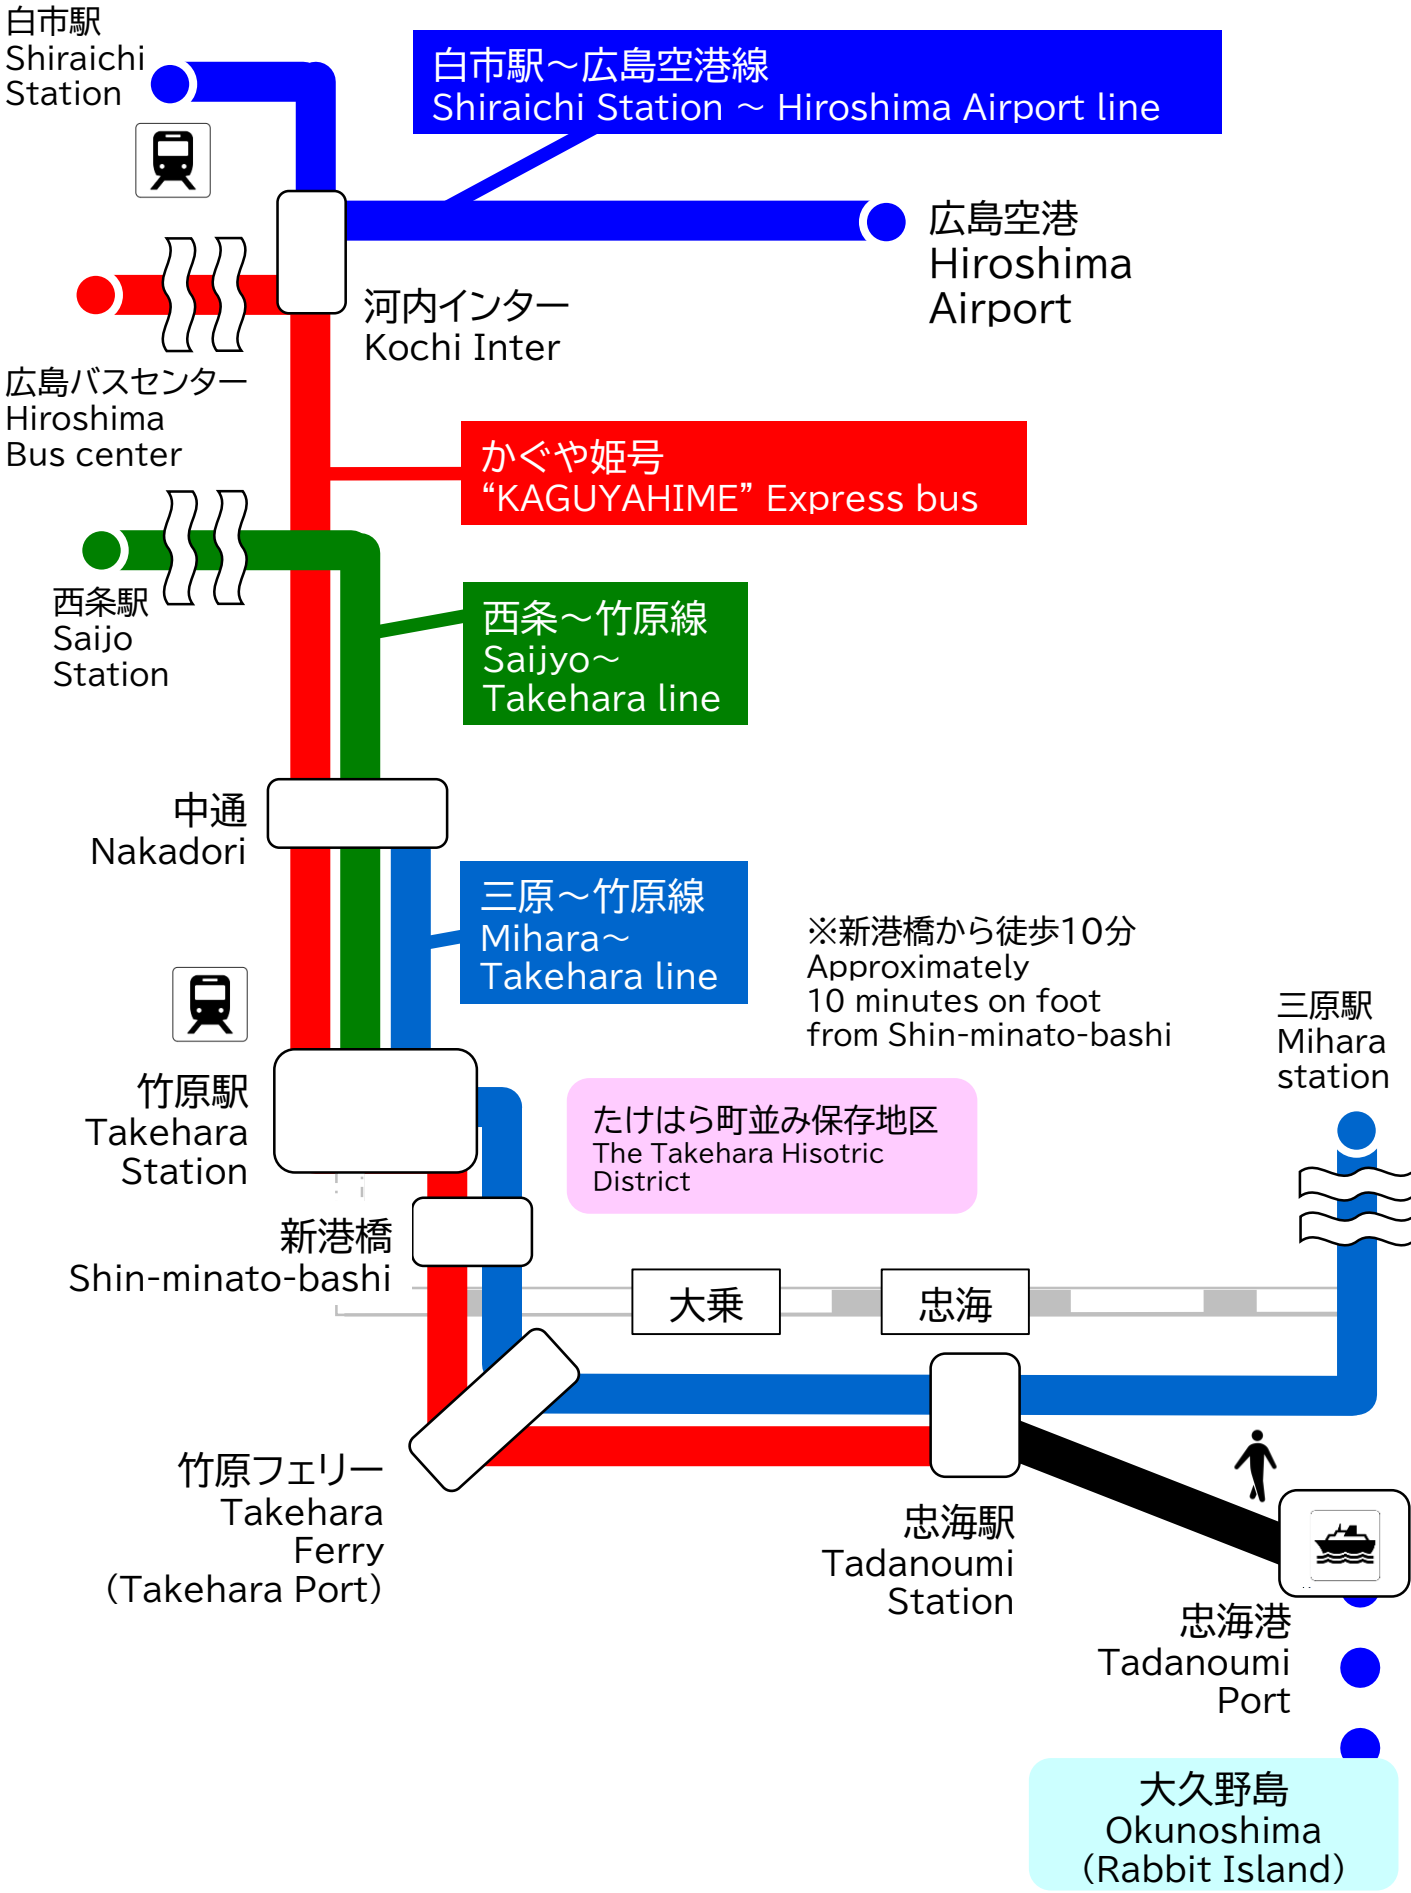 白市駅
Shiraichi
Station
白市駅～広島空港線
Shiraichi Station ～ Hiroshima Airport line
広島空港
Hiroshima
Airport
河内インター
Kochi Inter
広島バスセンター
Hiroshima
Bus center
かぐや姫号
“KAGUYAHIME” Express bus
西条駅
Saijo
Station
西条～竹原線
Saijyo～
Takehara line
中通
Nakadori
三原～竹原線
Mihara～
Takehara line
※新港橋から徒歩10分
Approximately
10 minutes on foot
from Shin-minato-bashi
三原駅
Mihara
station
竹原駅
Takehara
Station
たけはら町並み保存地区
The Takehara Hisotric
District
新港橋
Shin-minato-bashi
大乗
忠海
竹原フェリー
Takehara
Ferry
(Takehara Port)
忠海駅
Tadanoumi
Station
忠海港
Tadanoumi
Port
大久野島
Okunoshima
(Rabbit Island)